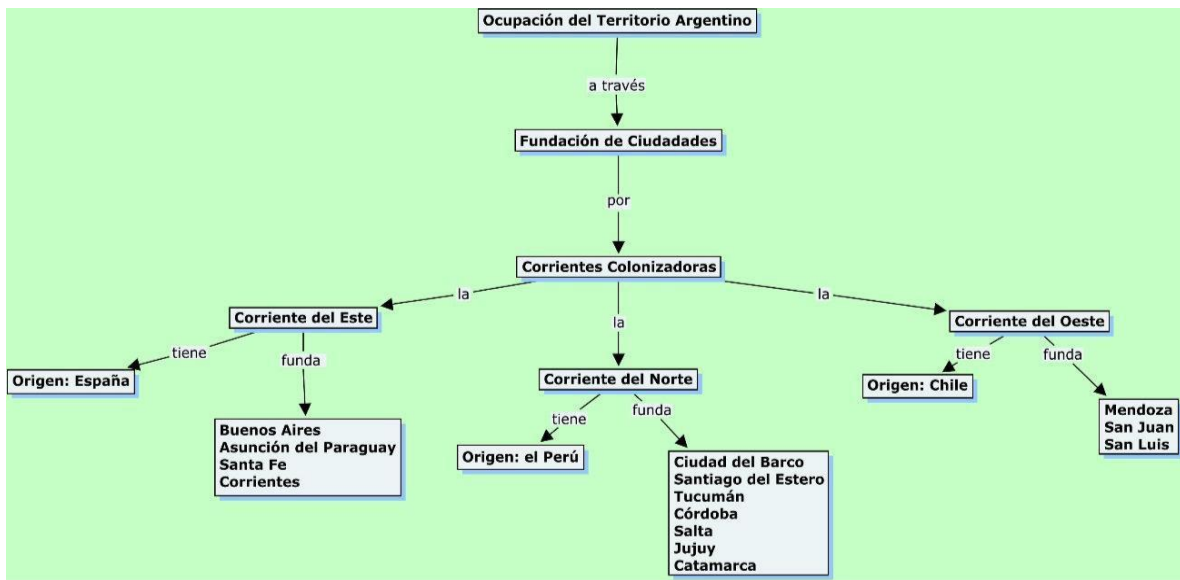 Ocupación del Territorio Argentino
a través
Fundación de Ciudadades
por
Corrientes Colonizadoras
la
la
la
Corriente del Este
tiene
funda
Origen: España
Buenos Aires
Asunción del Paraguay
Santa Fe
Corrientes
Corriente del Norte
tiene
funda
Origen: el Perú
Ciudad del Barco
Santiago del Estero
Tucumán
Córdoba
Salta
Jujuy
Catamarca
Corriente del Oeste
tiene
funda
Origen: Chile
Mendoza
San Juan
San Luis